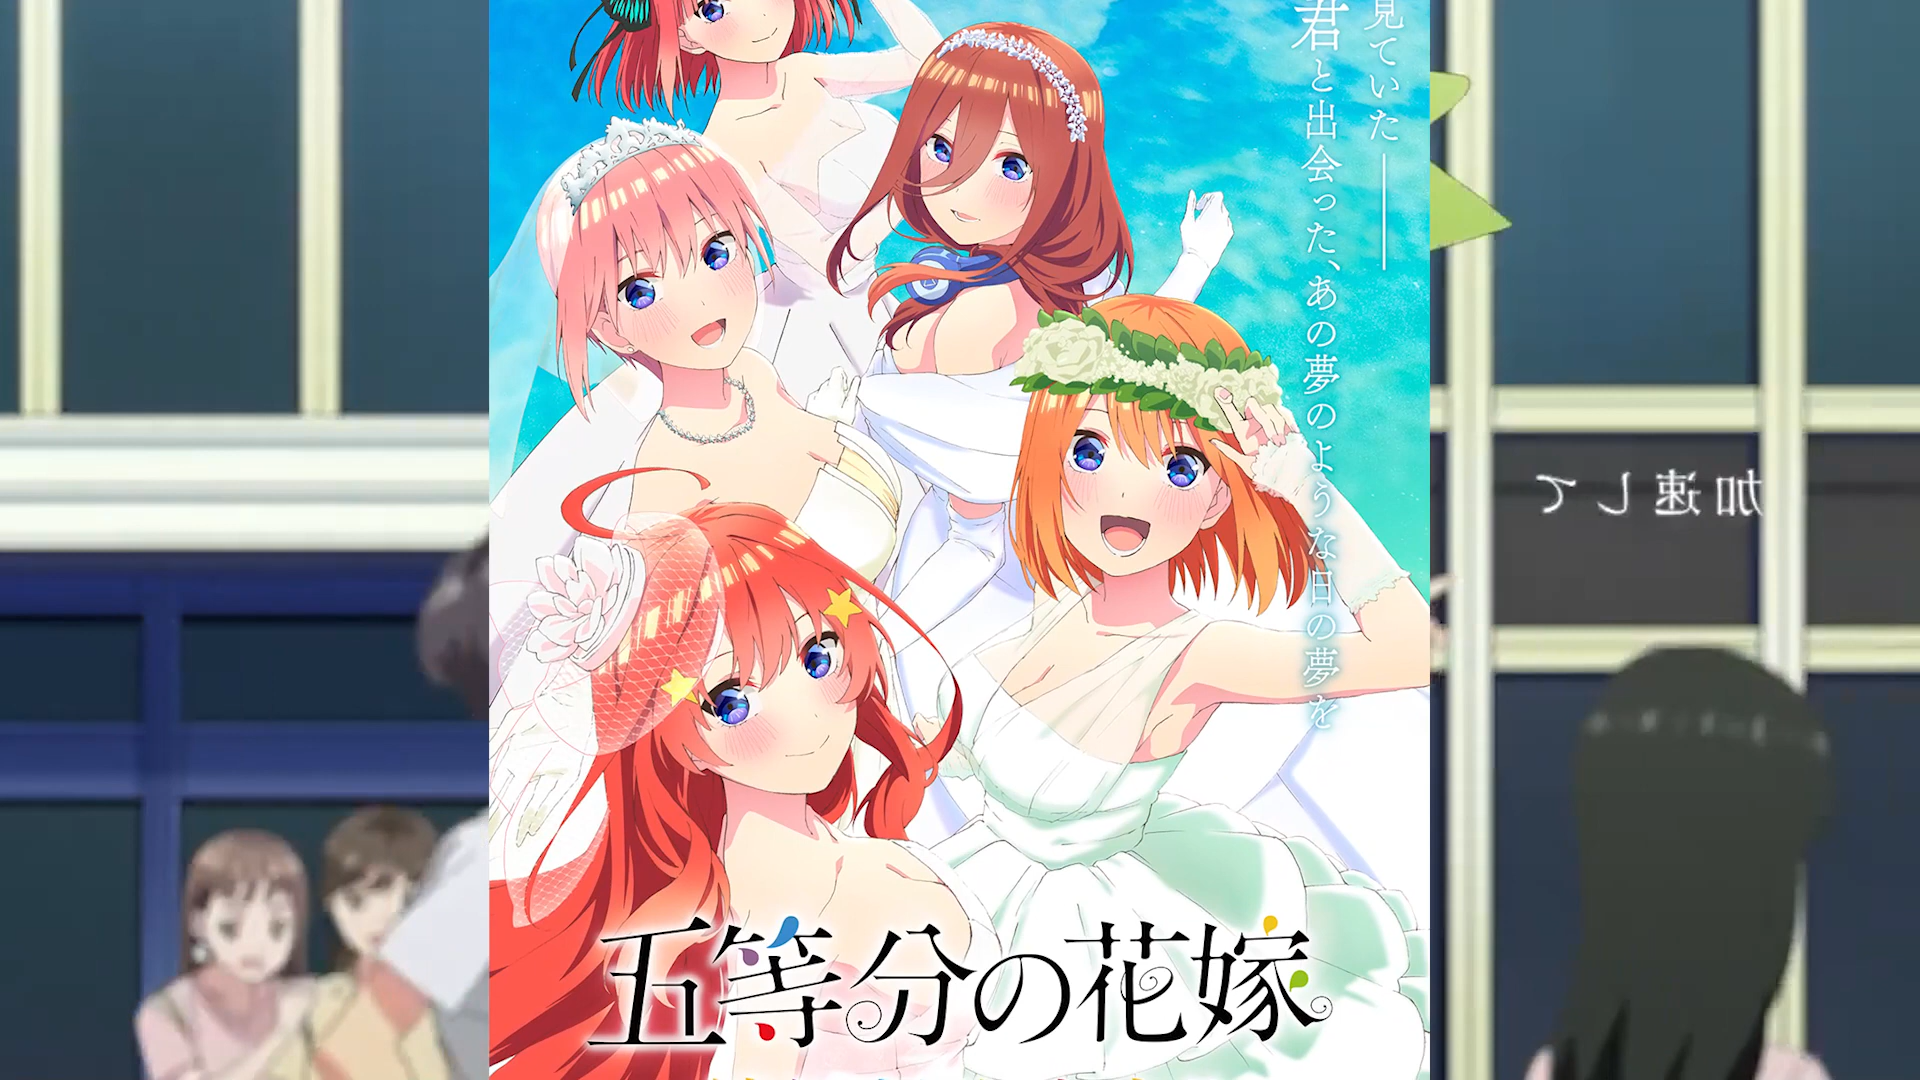 見ていた──
君と出会った、あの夢のような日の夢を
加速して
五等分の花嫁